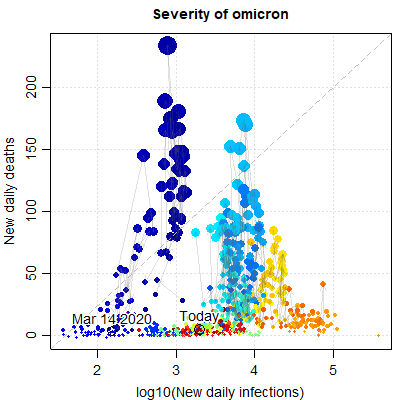 Severity of omicron
New daily deaths
200
150
100
50
0
Mar 14 2020
Today
2
3
4
5
log10(New daily infections)